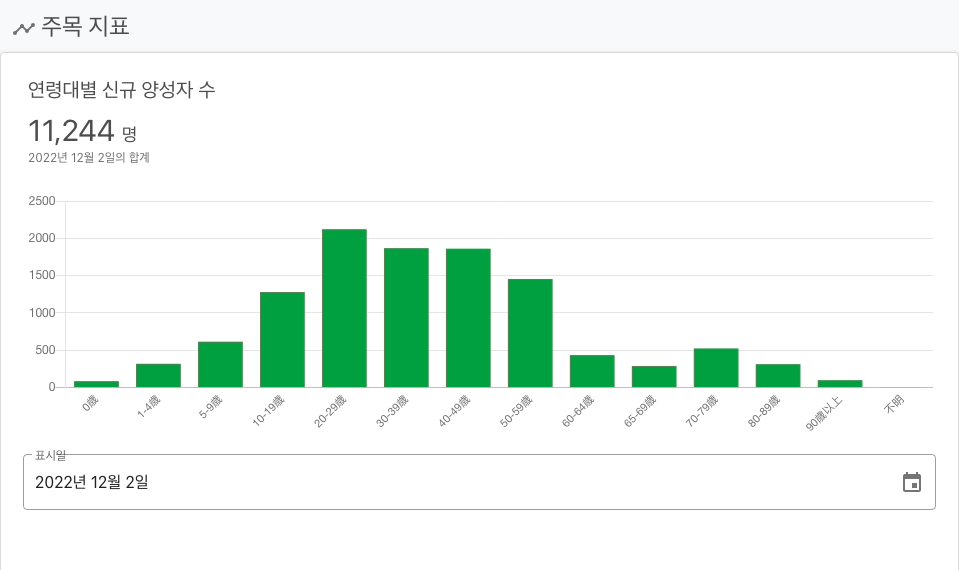 주목 지표
연령대별 신규 양성자 수
11,244 명
2022년 12월 2일의 합계
2500
2000
1500
1000
500
0
0歳 1-4歳 5-9歳 10-19歳 20-29歳 30-39歳 40-49歳 50-59歳 60-64歳 65-69歳 70-79歳 80-89歳 90歳以上 不明
표시일
2022년 12월 2일